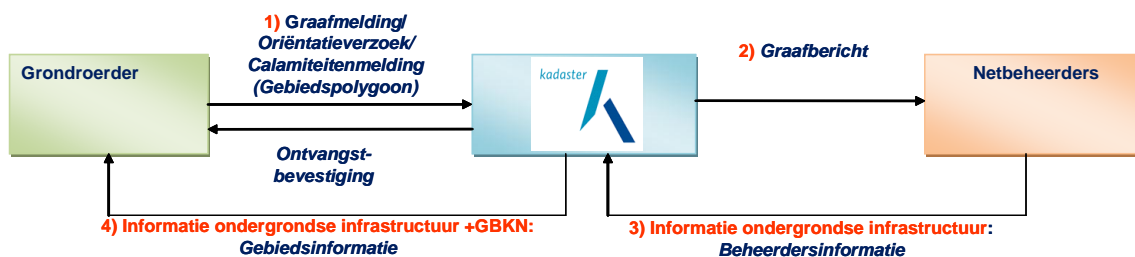 1) Graafmelding/
Oriëntatieverzoek/
Calamiteitenmelding
(Gebiedspolygoon)
2) Graafbericht
Grondroerder
kadaster
Netbeheerders
Ontvangst-
bevestiging
4) Informatie ondergrondse infrastructuur +GBKN:
Gebiedsinformatie
3) Informatie ondergrondse infrastructuur:
Beheerdersinformatie